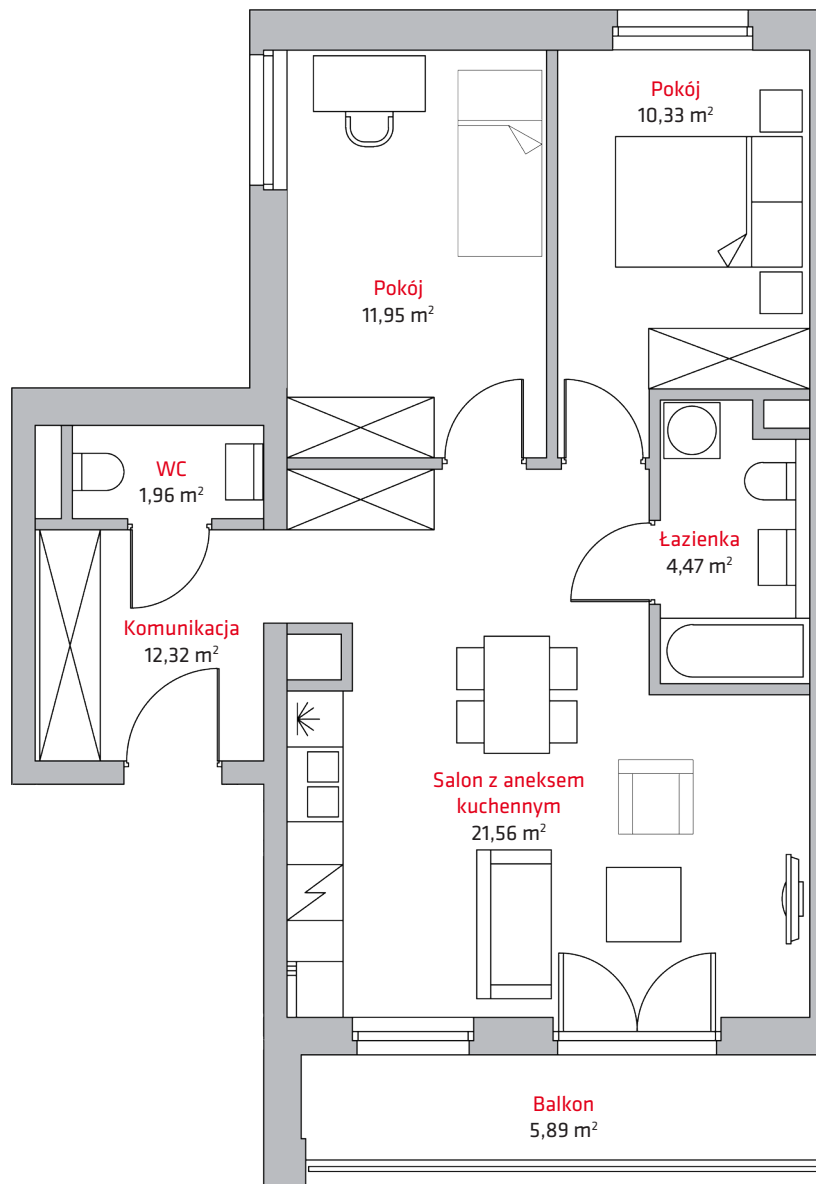 Pokój
10,33 m²
Pokój
11,95 m²
WC
1,96 m²
Łazienka
4,47 m²
Komunikacja
12,32 m²
Salon z aneksem
kuchennym
21,56 m²
Balkon
5,89 m²